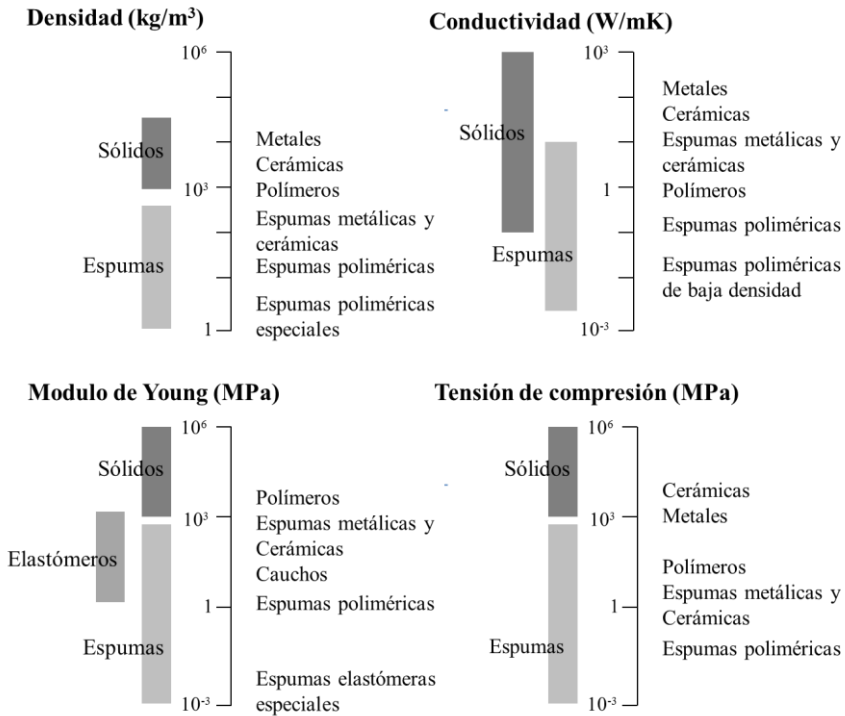 Densidad (kg/m³)
10⁶
Sólidos
10³
Espumas
1
Metales
Cerámicas
Polímeros
Espumas metálicas y
cerámicas
Espumas poliméricas
Espumas poliméricas
especiales
Conductividad (W/mK)
10³
Sólidos
1
Espumas
10⁻³
Metales
Cerámicas
Espumas metálicas y
cerámicas
Polímeros
Espumas poliméricas
Espumas poliméricas
de baja densidad
Modulo de Young (MPa)
10⁶
Sólidos
10³
Elastómeros
1
Espumas
10⁻³
Polímeros
Espumas metálicas y
Cerámicas
Cauchos
Espumas poliméricas
Espumas elastómeras
especiales
Tensión de compresión (MPa)
10⁶
Sólidos
10³
1
Espumas
10⁻³
Cerámicas
Metales
Polímeros
Espumas metálicas y
Cerámicas
Espumas poliméricas